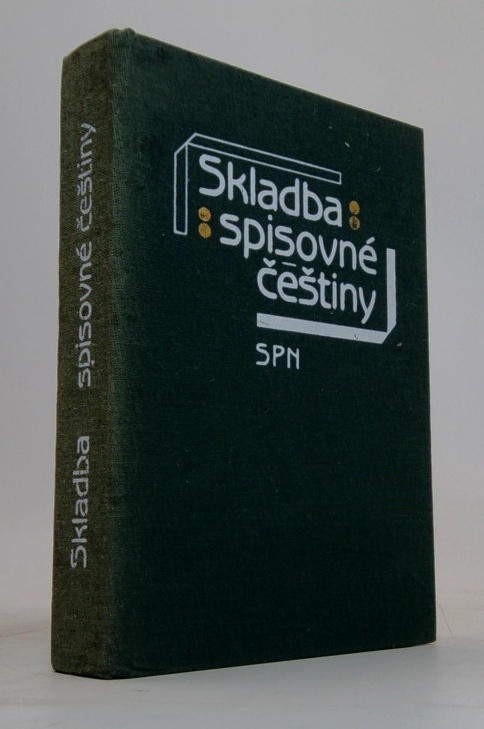 Skladba
spisovné
češtiny
SPN
Skladba spisovné češtiny